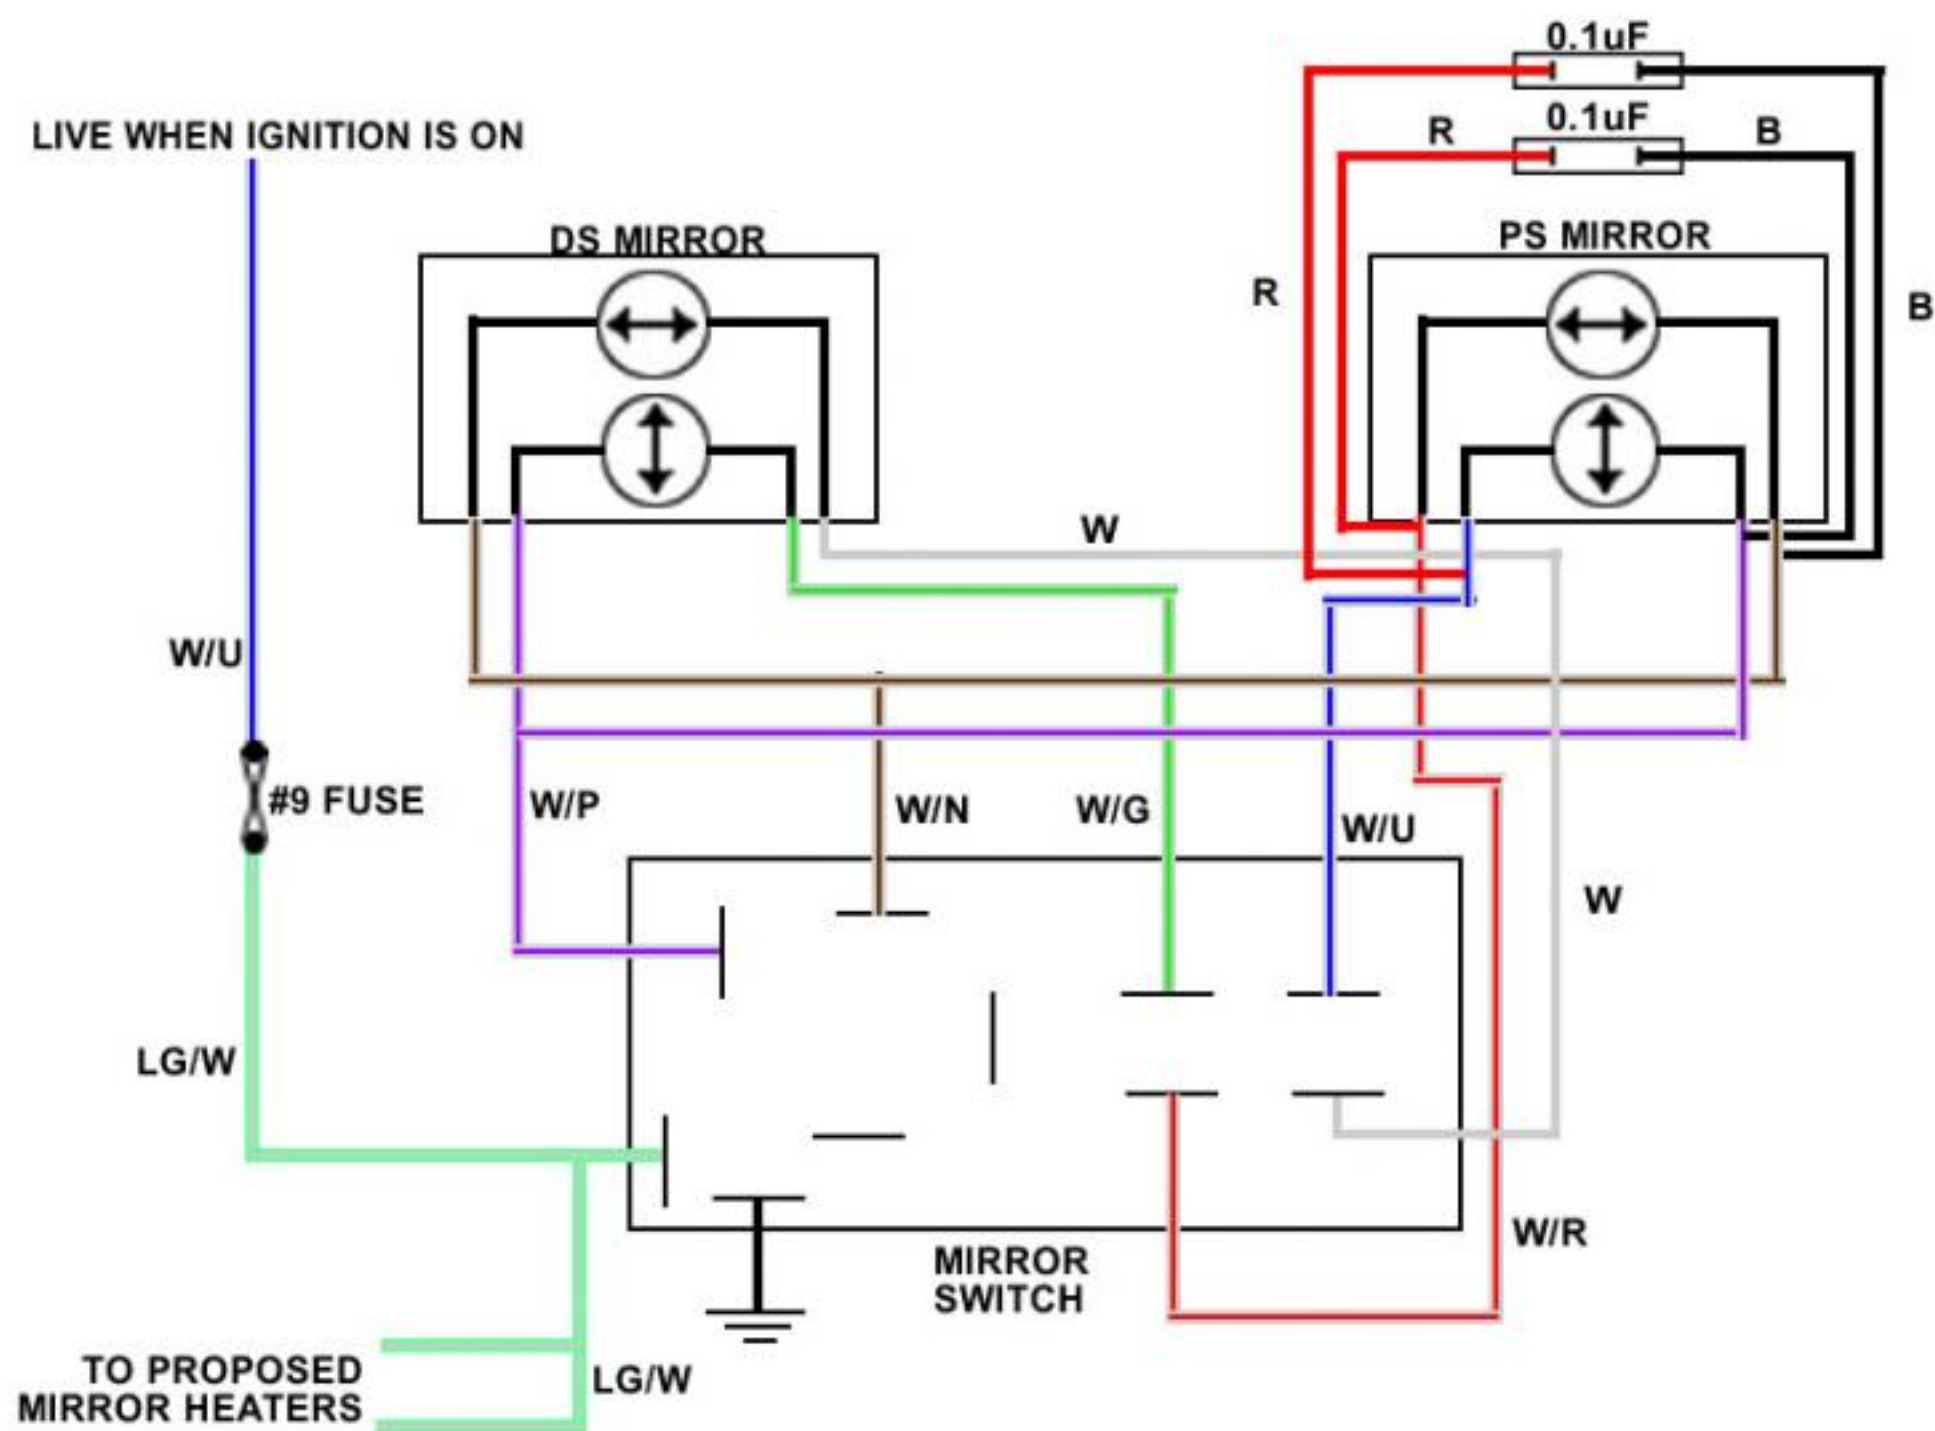 0.1uF
LIVE WHEN IGNITION IS ON
0.1uF
R
B
DS MIRROR
PS MIRROR
R
B
W
W/U
#9 FUSE
W/P
W/N
W/G
W/U
W
LG/W
W/R
MIRROR
SWITCH
TO PROPOSED
MIRROR HEATERS
LG/W